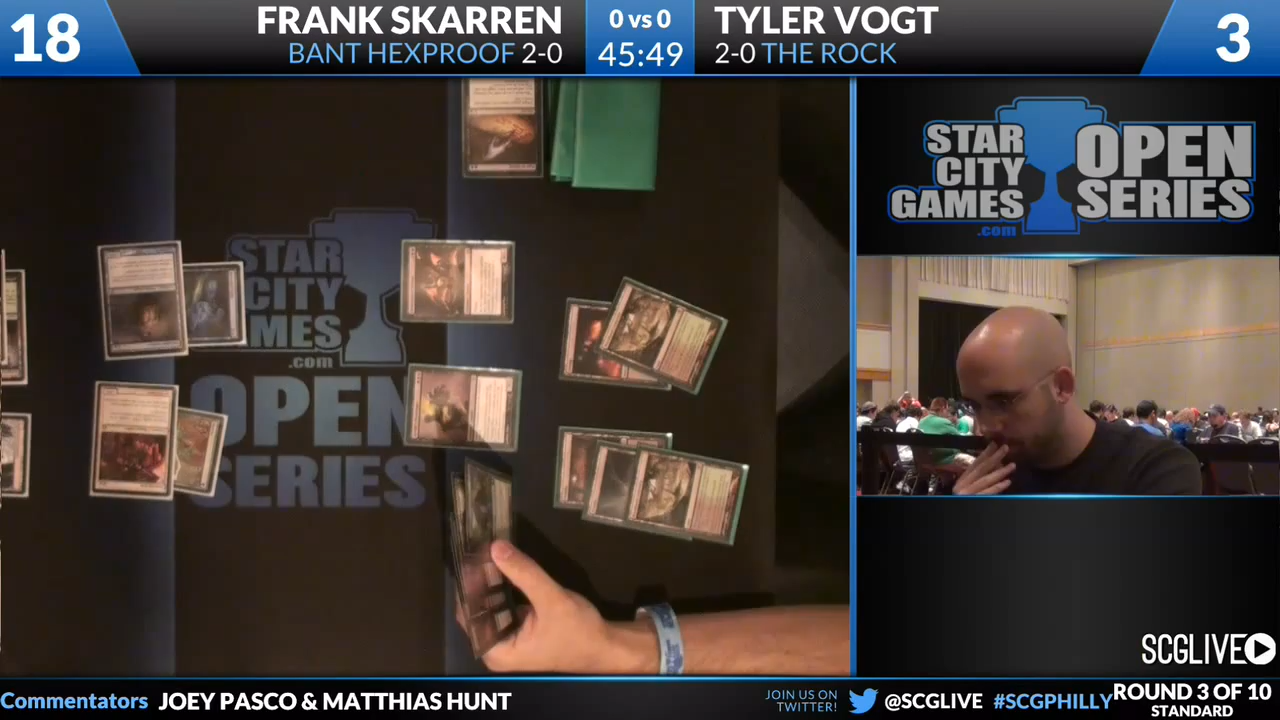 18
FRANK SKARREN
BANT HEXPROOF 2-0
0 vs 0
45:49
TYLER VOGT
2-0 THE ROCK
3
STAR
CITY
GAMES
.com
OPEN
SERIES
STAR
CITY
GAMES
.com
OPEN
SERIES
SCGLIVE
Commentators JOEY PASCO & MATTHIAS HUNT
JOIN US ON
TWITTER!
@SCGLIVE #SCGPHILLY
ROUND 3 OF 10
STANDARD